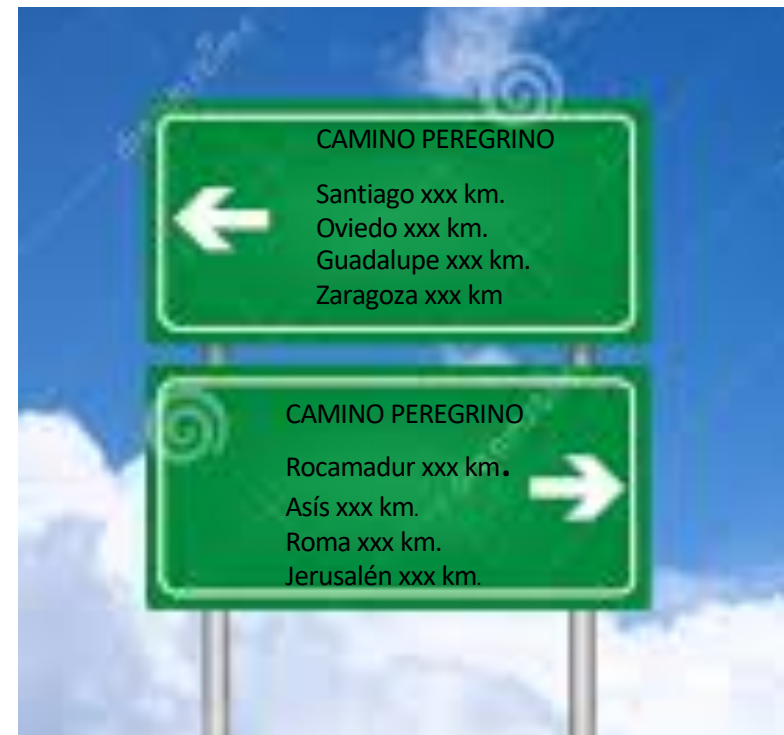 CAMINO PEREGRINO
Santiago xxx km.
Oviedo xxx km.
Guadalupe xxx km.
Zaragoza xxx km
CAMINO PEREGRINO
Rocamadur xxx km.
Asís xxx km.
Roma xxx km.
Jerusalén xxx km.